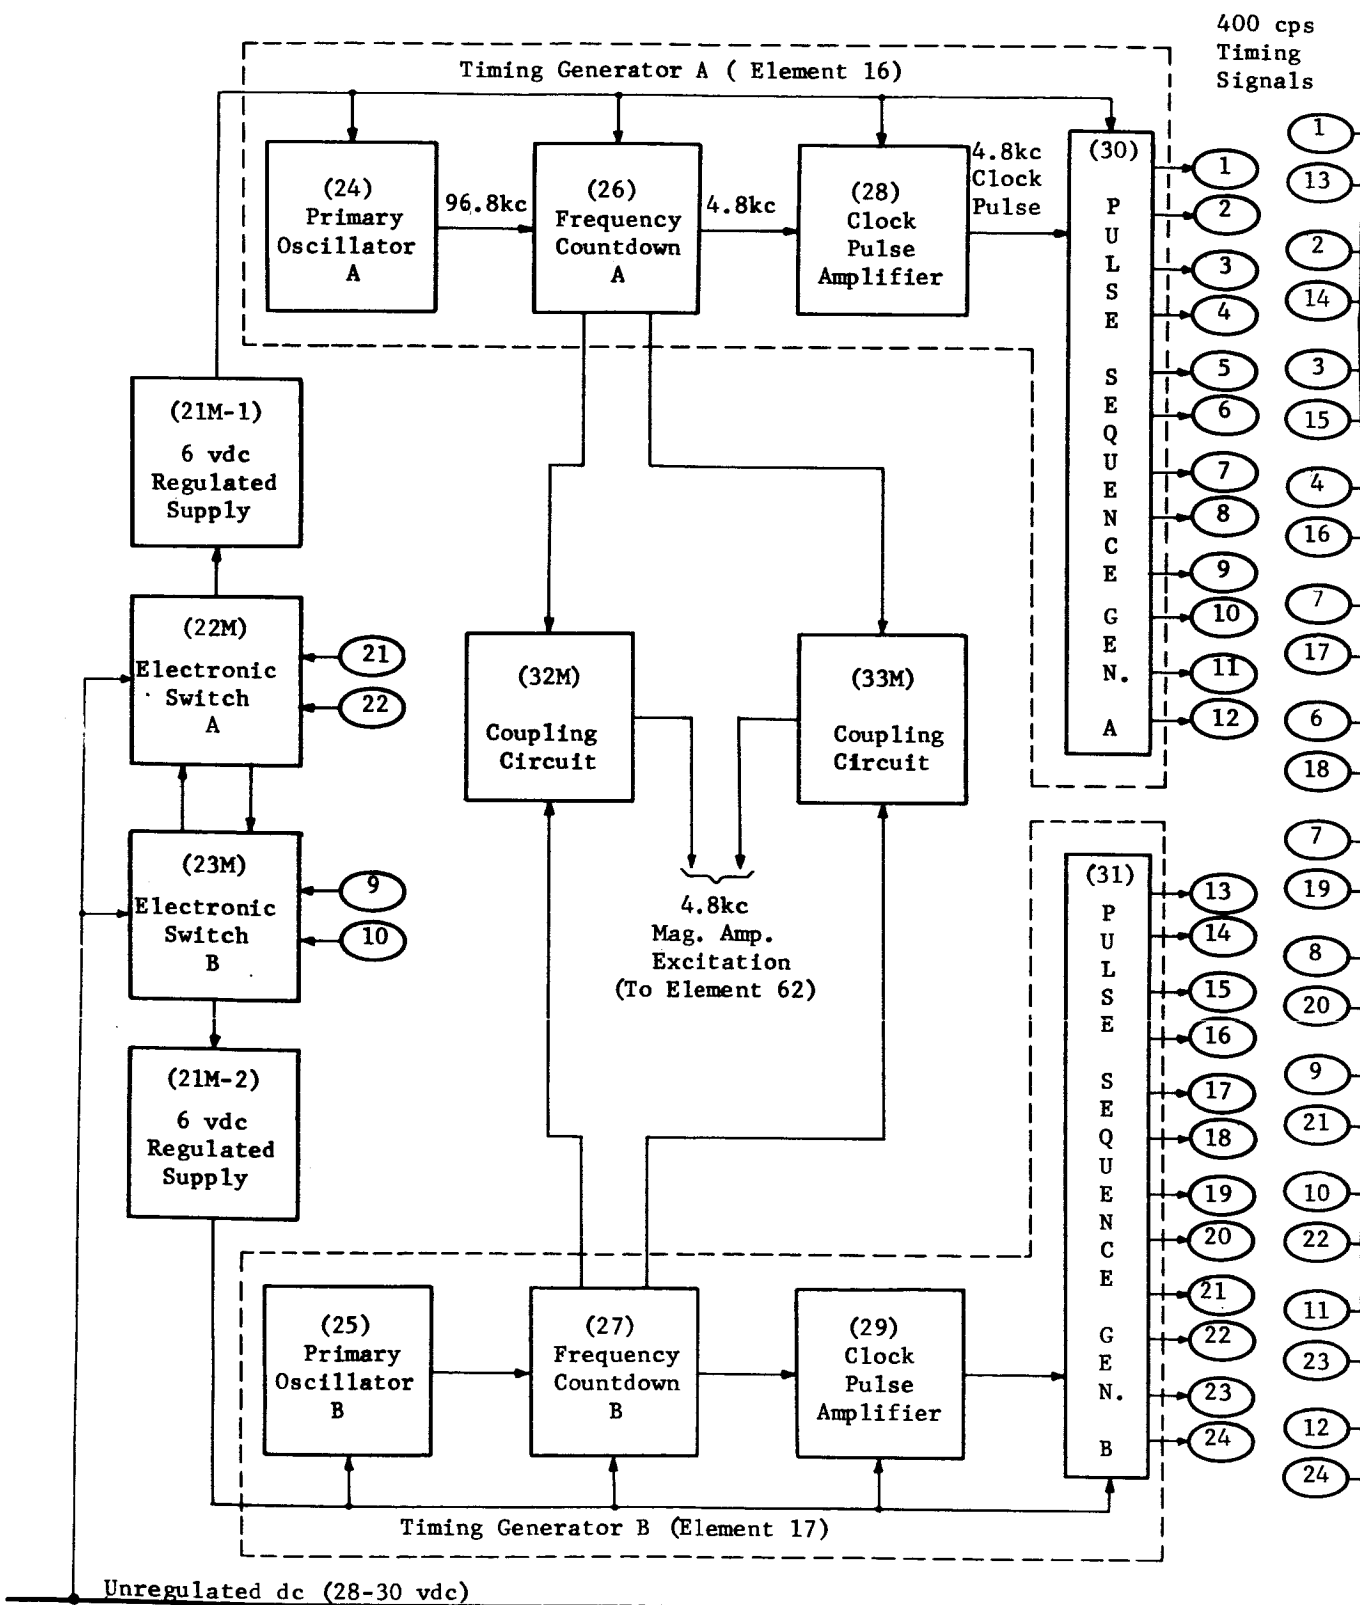 400 cps
Timing
Signals
Timing Generator A ( Element 16)
(24)
Primary
Oscillator
A
96.8kc
(26)
Frequency
Countdown
A
4.8kc
(28)
Clock
Pulse
Amplifier
4.8kc
Clock
Pulse
(30)
PULSE SEQUENCE GEN. A
1
2
3
4
5
6
7
8
9
10
11
12
1
13
2
14
3
15
4
16
7
17
6
18
7
19
8
20
9
21
10
22
11
23
12
24
(21M-1)
6 vdc
Regulated
Supply
(22M)
Electronic
Switch
A
21
22
(23M)
Electronic
Switch
B
9
10
(21M-2)
6 vdc
Regulated
Supply
(32M)
Coupling
Circuit
(33M)
Coupling
Circuit
4.8kc
Mag. Amp.
Excitation
(To Element 62)
(31)
PULSE SEQUENCE GEN. B
13
14
15
16
17
18
19
20
21
22
23
24
(25)
Primary
Oscillator
B
(27)
Frequency
Countdown
B
(29)
Clock
Pulse
Amplifier
Timing Generator B (Element 17)
Unregulated dc (28-30 vdc)